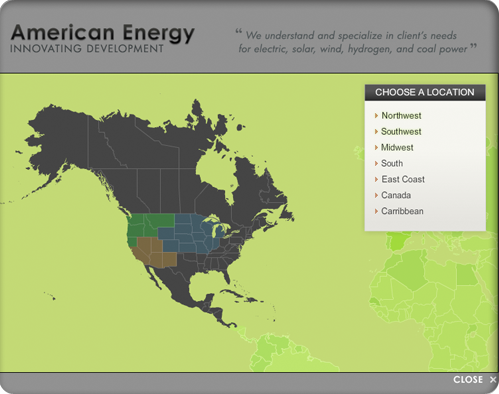 American Energy
INNOVATING DEVELOPMENT
“ We understand and specialize in client's needs
for electric, solar, wind, hydrogen, and coal power ”
CHOOSE A LOCATION
Northwest
Southwest
Midwest
South
East Coast
Canada
Carribbean
CLOSE ×